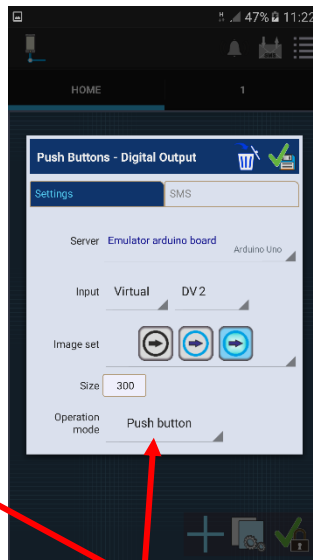 47% 11:22
HOME 1
Push Buttons - Digital Output
Settings SMS
Server Emulator arduino board Arduino Uno
Input Virtual DV 2
Image set
Size 300
Operation
mode Push button